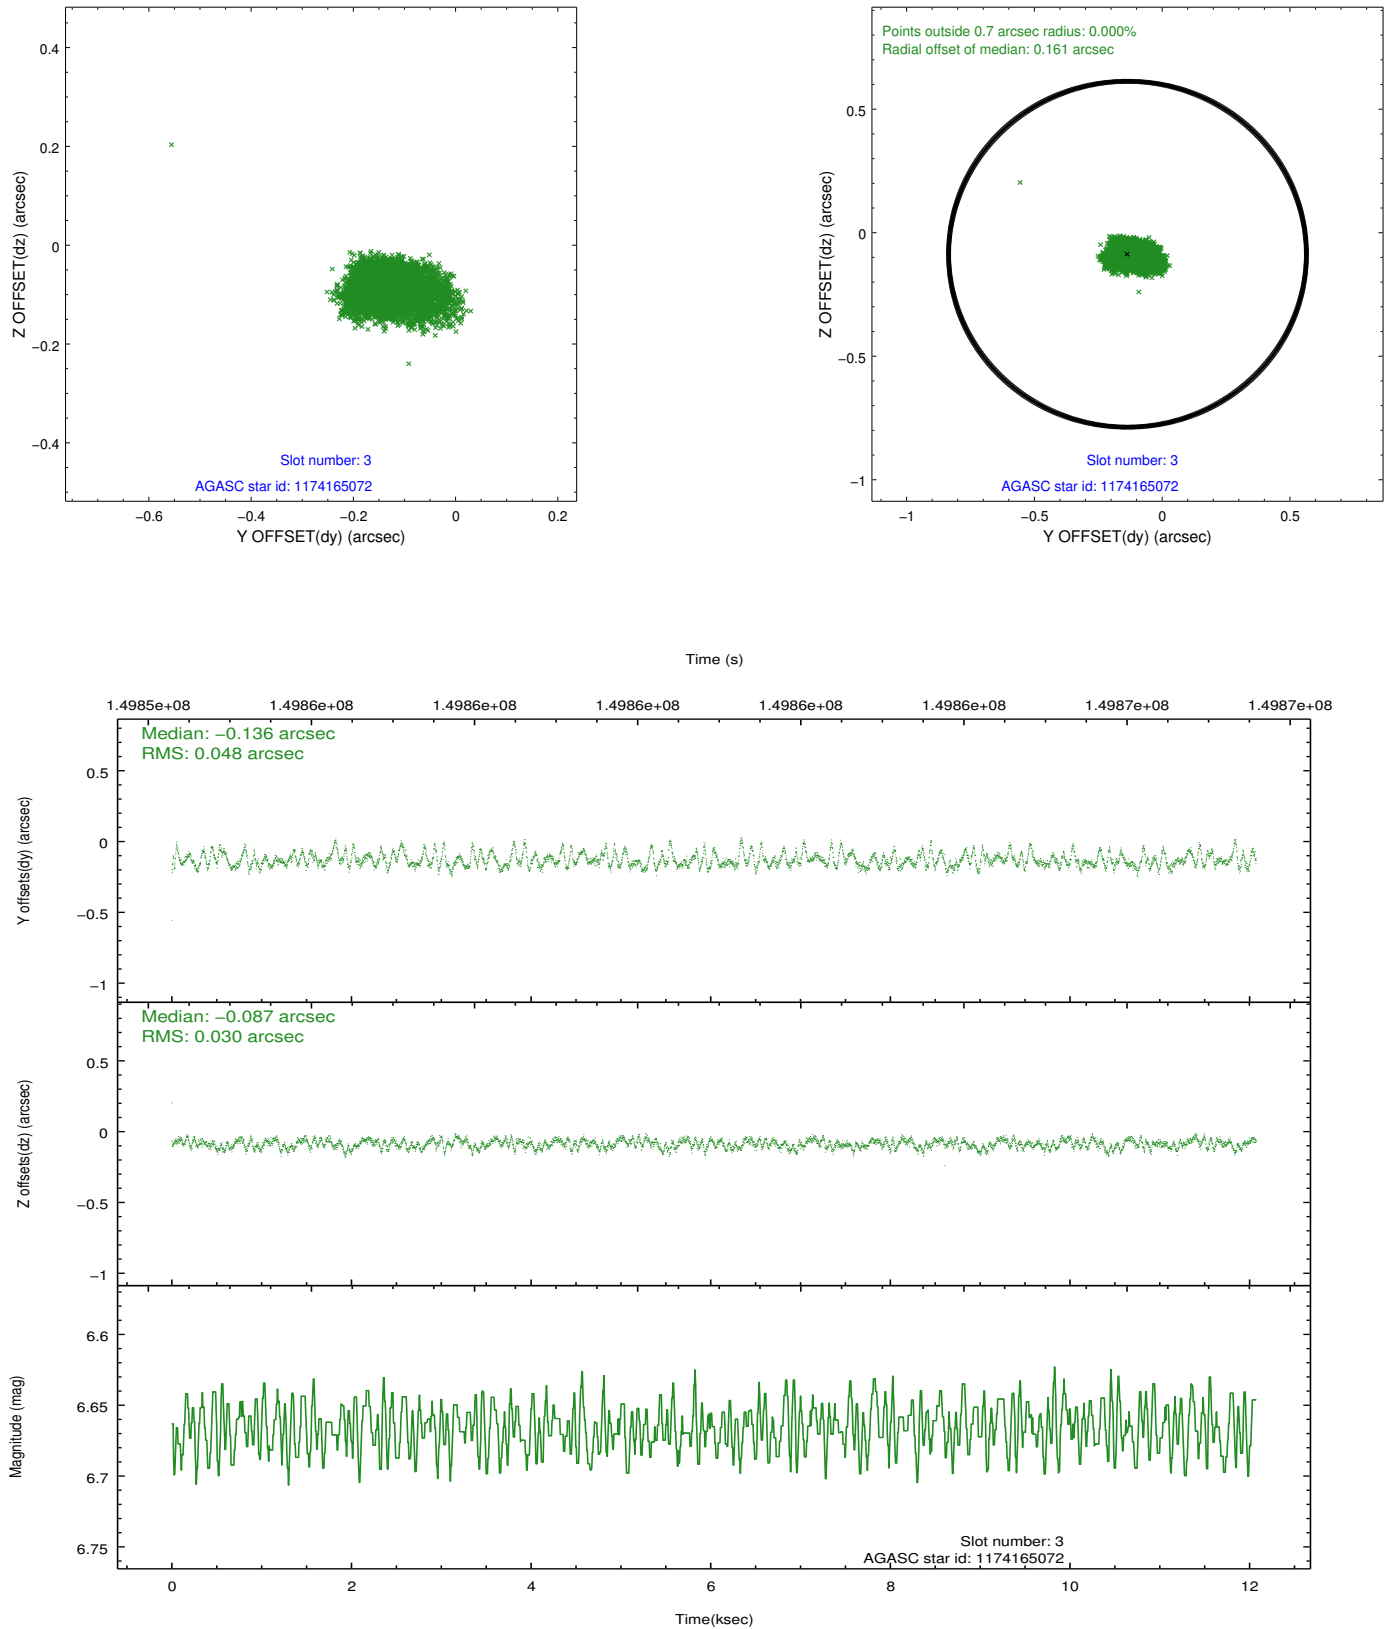 0.4
0.2
0
−0.2
−0.4
Z OFFSET(dz) (arcsec)
Slot number: 3
AGASC star id: 1174165072
−0.6 −0.4 −0.2 0 0.2
Y OFFSET(dy) (arcsec)
Points outside 0.7 arcsec radius: 0.000%
Radial offset of median: 0.161 arcsec
0.5
0
−0.5
−1
Z OFFSET(dz) (arcsec)
Slot number: 3
AGASC star id: 1174165072
−1 −0.5 0 0.5
Y OFFSET(dy) (arcsec)
Time (s)
1.4985e+08 1.4986e+08 1.4986e+08 1.4986e+08 1.4986e+08 1.4986e+08 1.4987e+08 1.4987e+08
Median: −0.136 arcsec
RMS: 0.048 arcsec
0.5
0
−0.5
−1
Y offsets(dy) (arcsec)
Median: −0.087 arcsec
RMS: 0.030 arcsec
0.5
0
−0.5
−1
Z offsets(dz) (arcsec)
6.6
6.65
6.7
6.75
Magnitude (mag)
Slot number: 3
AGASC star id: 1174165072
0 2 4 6 8 10 12
Time(ksec)